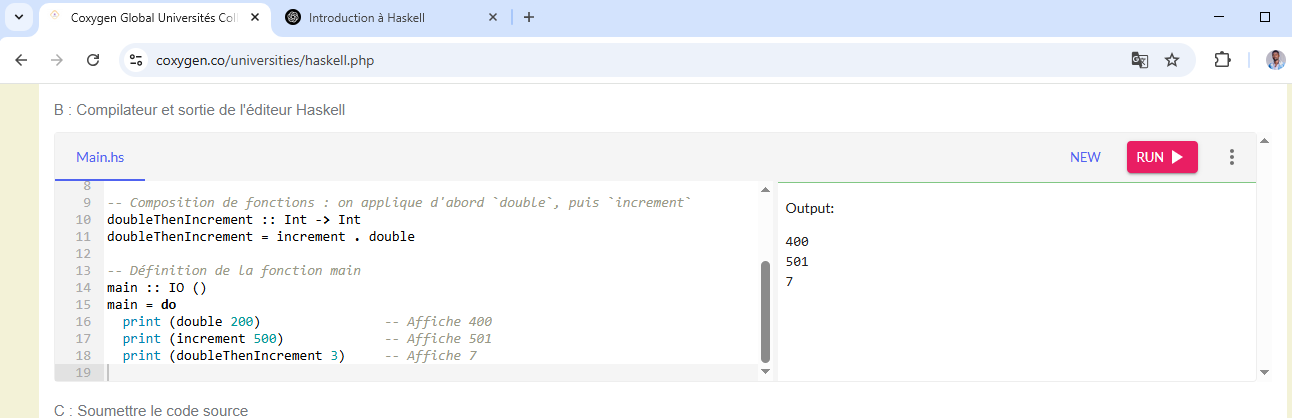 Coxygen Global Universités Coll
Introduction à Haskell
coxygen.co/universities/haskell.php
B : Compilateur et sortie de l'éditeur Haskell
Main.hs
NEW
RUN
8
9 -- Composition de fonctions : on applique d'abord `double`, puis `increment`
10 doubleThenIncrement :: Int -> Int
11 doubleThenIncrement = increment . double
12
13 -- Définition de la fonction main
14 main :: IO ()
15 main = do
16 print (double 200) -- Affiche 400
17 print (increment 500) -- Affiche 501
18 print (doubleThenIncrement 3) -- Affiche 7
19
Output:
400
501
7
C : Soumettre le code source